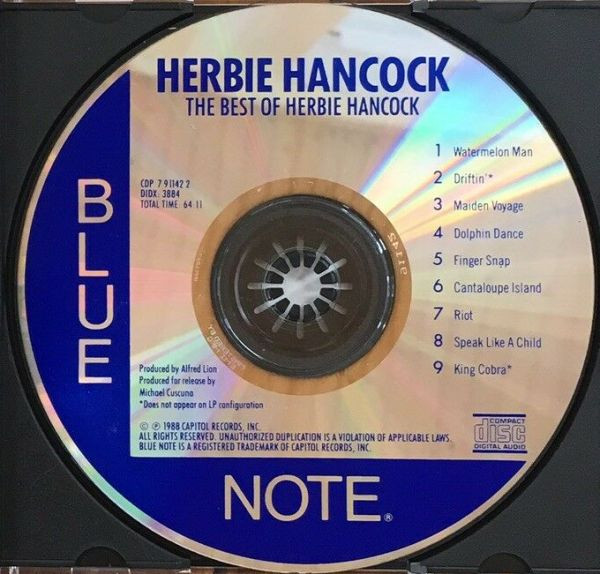 HERBIE HANCOCK
THE BEST OF HERBIE HANCOCK
CDP 7 91142 2
DIDX: 3884
TOTAL TIME: 64:11
1 Watermelon Man
2 Driftin'*
3 Maiden Voyage
4 Dolphin Dance
5 Finger Snap
6 Cantaloupe Island
7 Riot
8 Speak Like A Child
9 King Cobra*
BLUE
91142
Produced by Alfred Lion
Produced for release by
Michael Cuscuna
*Does not appear on LP configuration
© ℗ 1988 CAPITOL RECORDS, INC.
ALL RIGHTS RESERVED. UNAUTHORIZED DUPLICATION IS A VIOLATION OF APPLICABLE LAWS.
BLUE NOTE IS A REGISTERED TRADEMARK OF CAPITOL RECORDS, INC.
COMPACT
disc
DIGITAL AUDIO
NOTE®